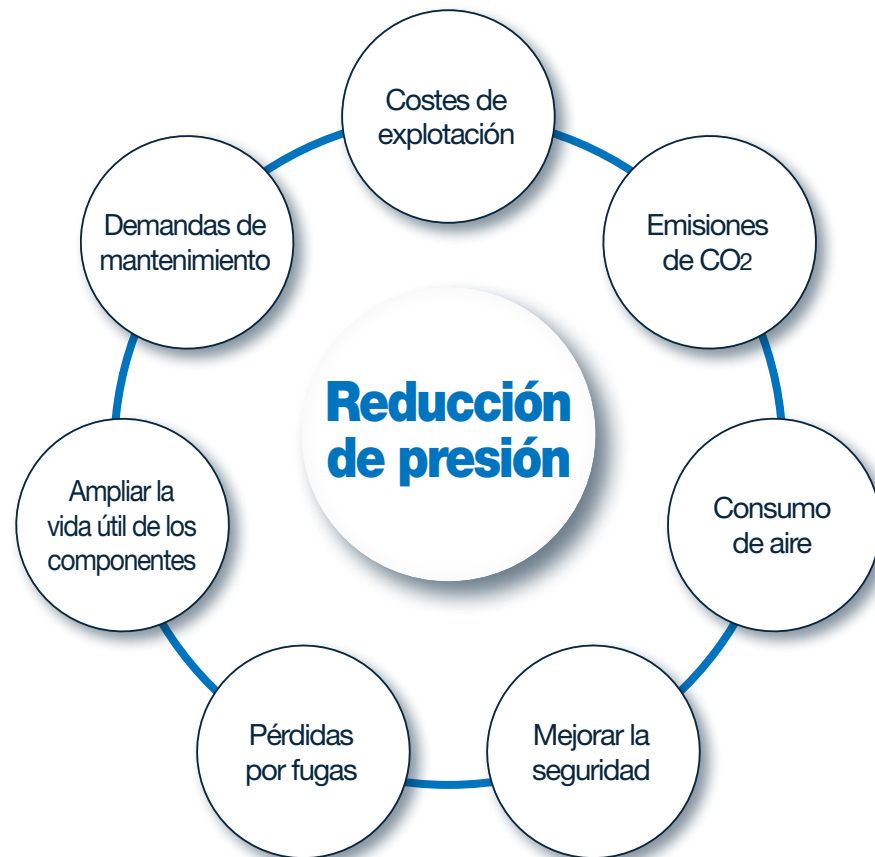 Costes de
explotación
Emisiones
de CO2
Demandas de
mantenimiento
Reducción
de presión
Ampliar la
vida útil de los
componentes
Consumo
de aire
Pérdidas
por fugas
Mejorar la
seguridad